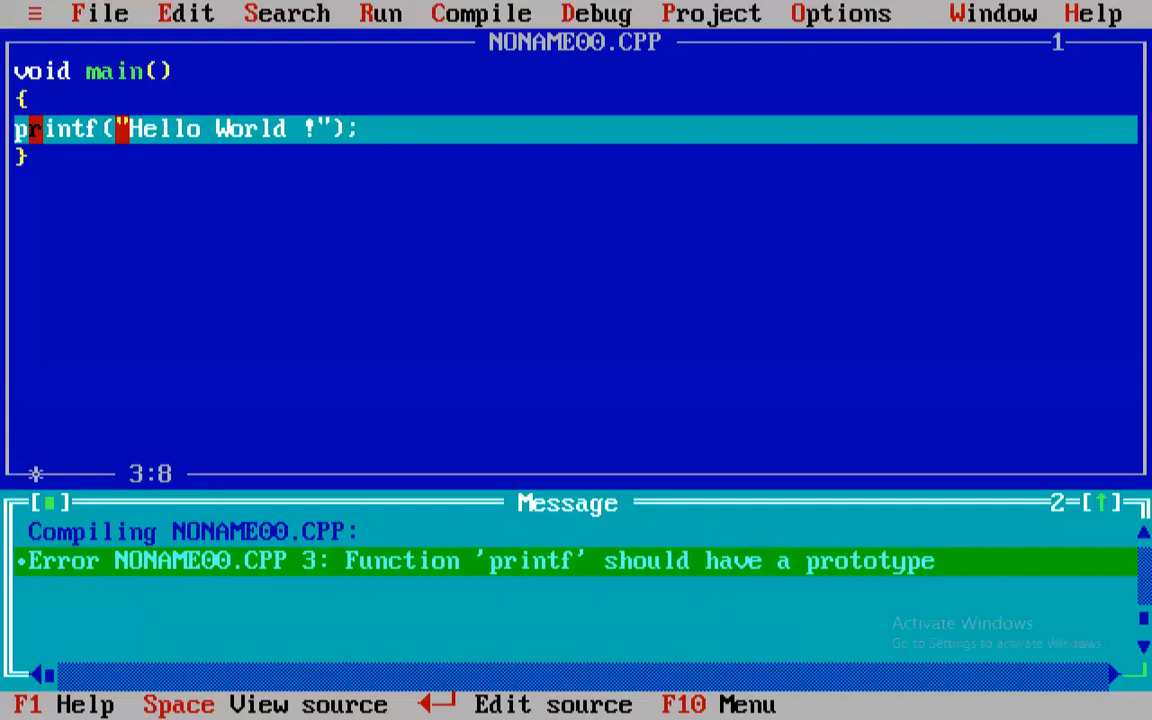 ≡ File Edit Search Run Compile Debug Project Options Window Help
NONAME00.CPP 1
void main()
{
printf("Hello World !");
}
3:8
[■] Message 2=[↑]
Compiling NONAME00.CPP:
•Error NONAME00.CPP 3: Function 'printf' should have a prototype
Activate Windows
Go to Settings to activate Windows.
F1 Help Space View source ←┘ Edit source F10 Menu